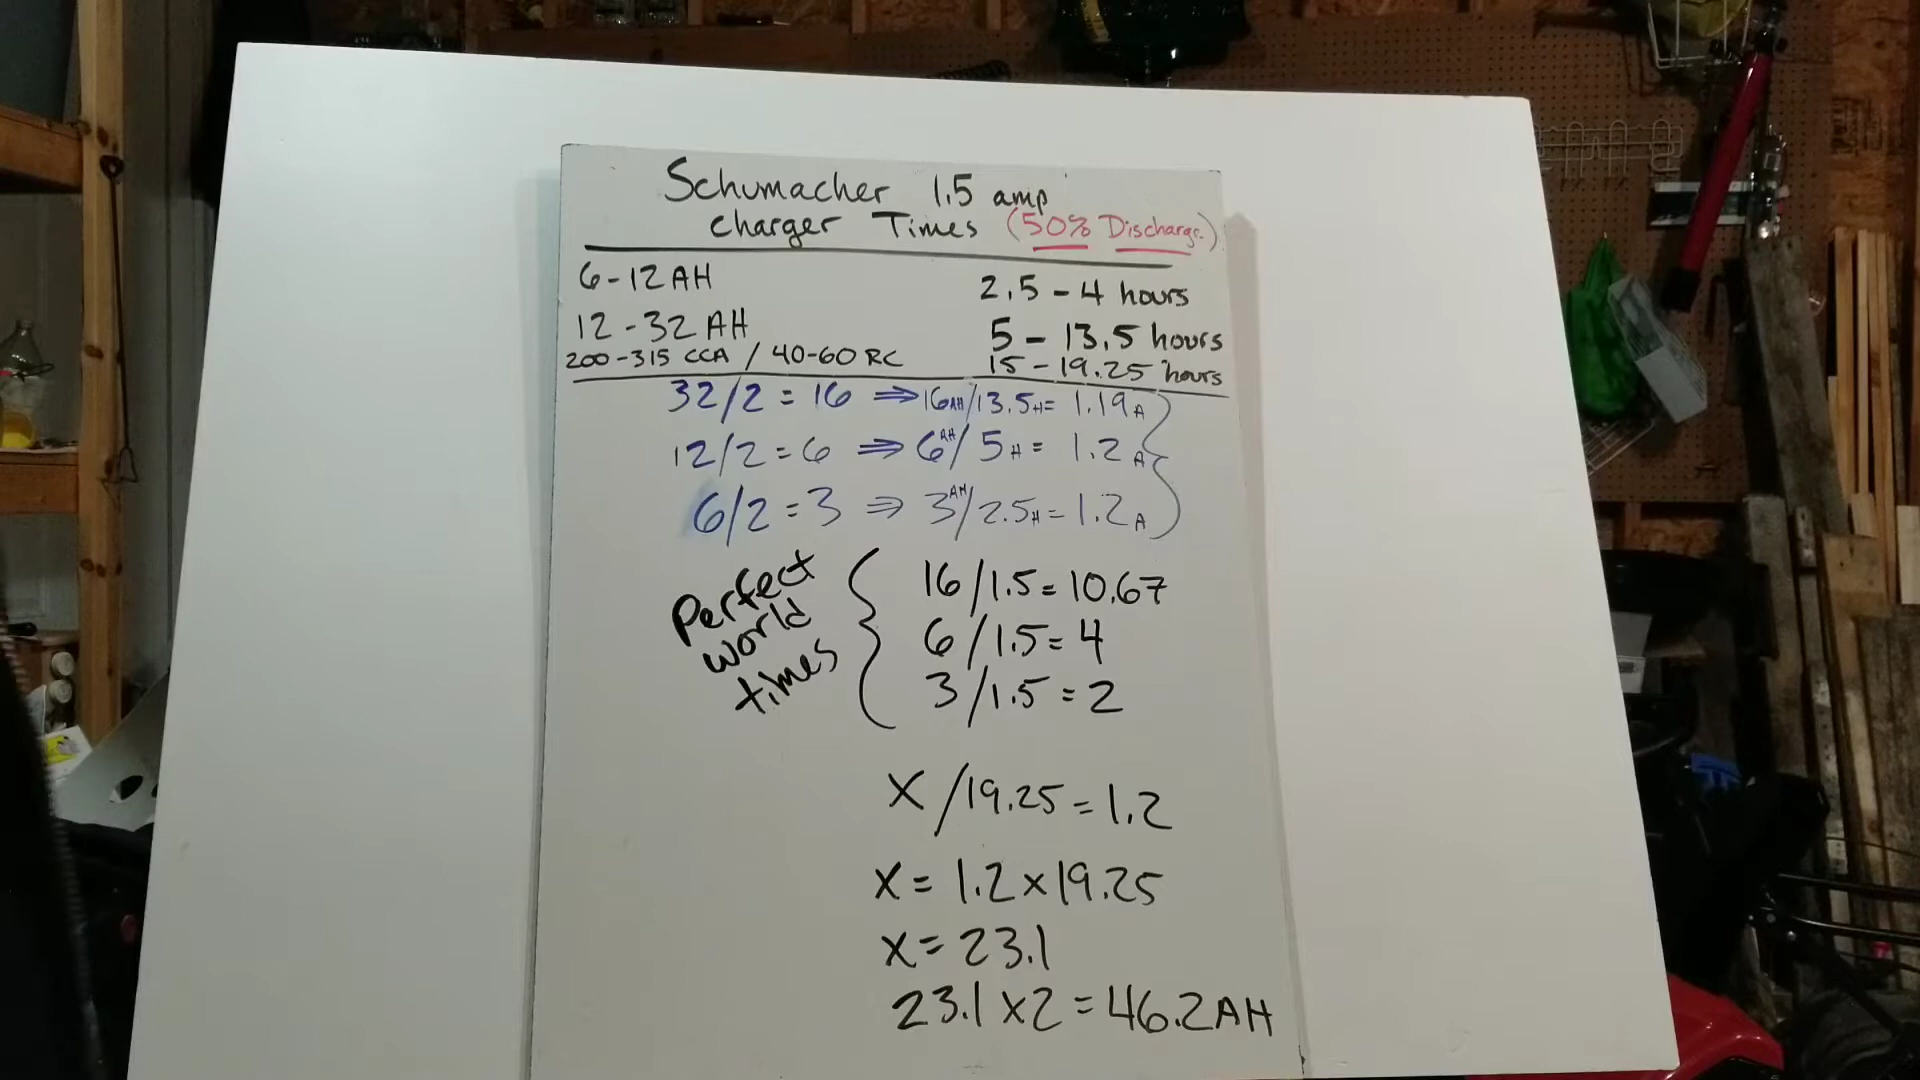 Schumacher 1.5 amp
charger Times (50% Discharge)
6-12AH 2.5-4 hours
12-32 AH 5-13.5 hours
200-315 CCA / 40-60 RC 15-19.25 hours
32/2=16 ⇒ 16AH/13.5H= 1.19A
12/2=6 ⇒ 6AH/5H= 1.2A
6/2=3 ⇒ 3AH/2.5H=1.2A
Perfect
world
times
16/1.5=10.67
6/1.5=4
3/1.5=2
X/19.25=1.2
X=1.2x19.25
X=23.1
23.1x2=46.2AH